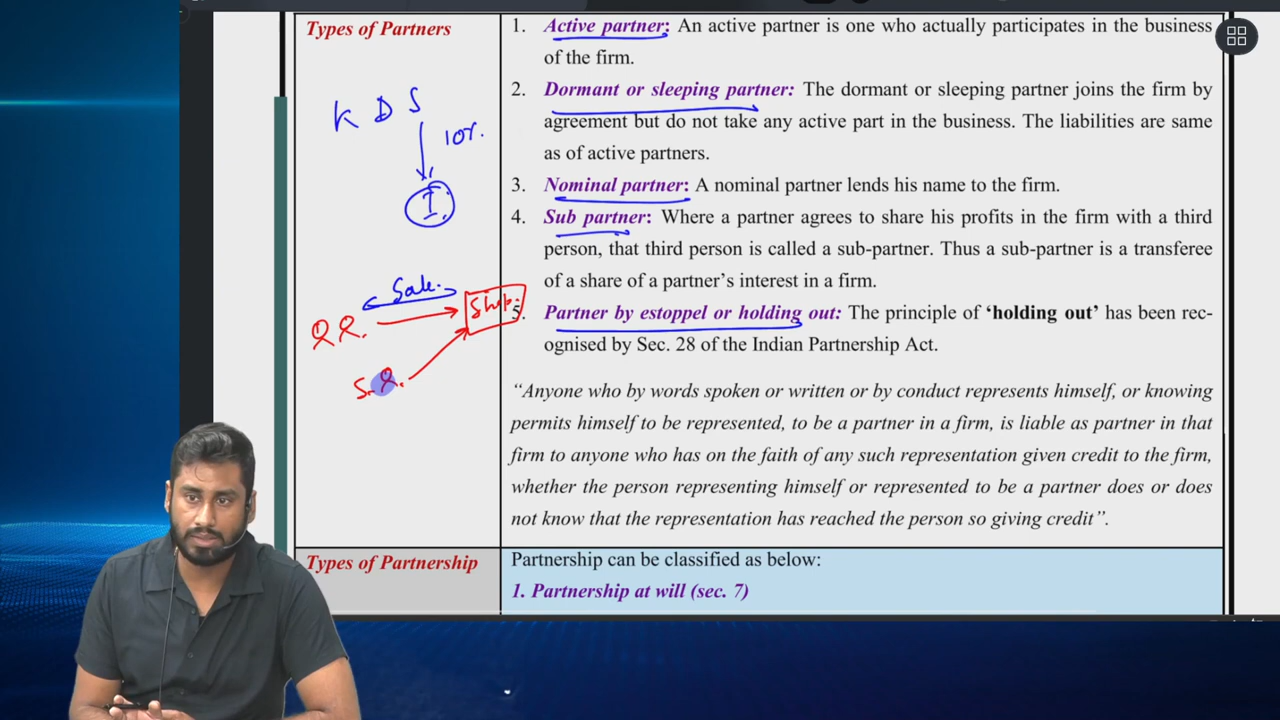 Types of Partners
1. Active partner: An active partner is one who actually participates in the business
of the firm.
2. Dormant or sleeping partner: The dormant or sleeping partner joins the firm by
agreement but do not take any active part in the business. The liabilities are same
as of active partners.
3. Nominal partner: A nominal partner lends his name to the firm.
4. Sub partner: Where a partner agrees to share his profits in the firm with a third
person, that third person is called a sub-partner. Thus a sub-partner is a transferee
of a share of a partner’s interest in a firm.
5. Partner by estoppel or holding out: The principle of ‘holding out’ has been rec-
ognised by Sec. 28 of the Indian Partnership Act.
“Anyone who by words spoken or written or by conduct represents himself, or knowing
permits himself to be represented, to be a partner in a firm, is liable as partner in that
firm to anyone who has on the faith of any such representation given credit to the firm,
whether the person representing himself or represented to be a partner does or does
not know that the representation has reached the person so giving credit”.
K D S
10%.
I
Sale.
Shop.
Types of Partnership
Partnership can be classified as below:
1. Partnership at will (sec. 7)